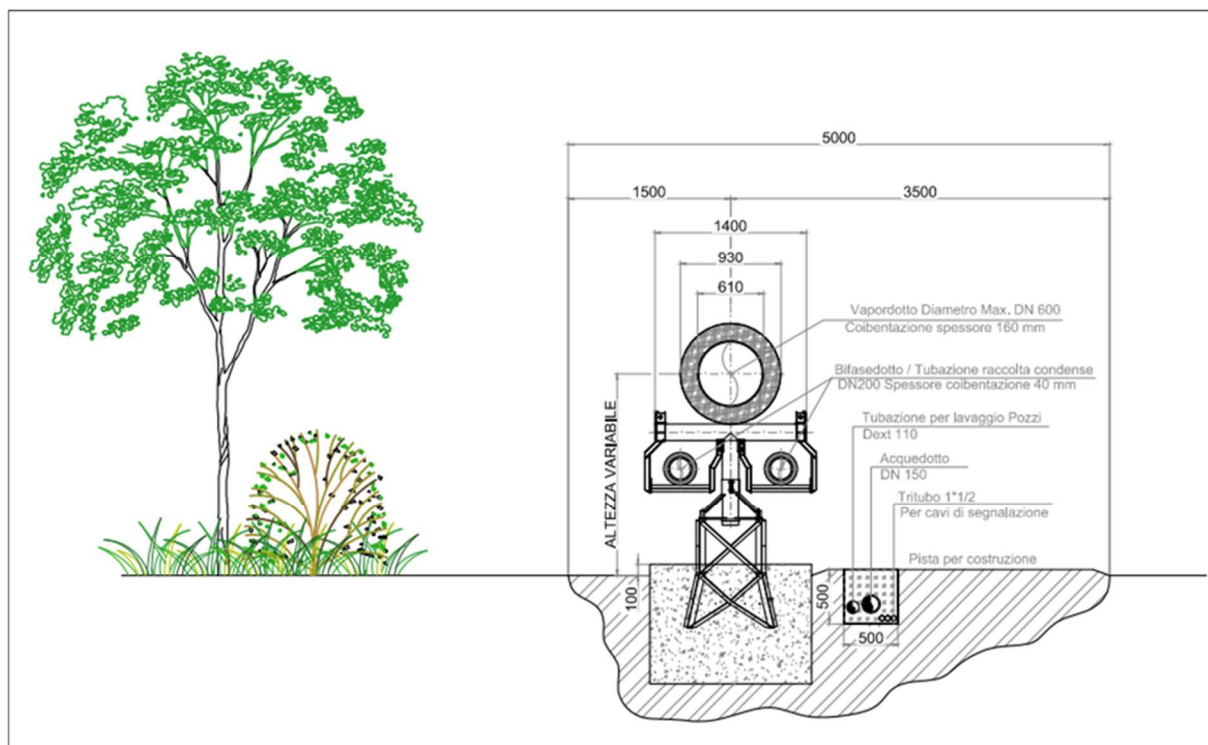 5000
1500
3500
1400
930
610
Vapordotto Diametro Max. DN 600
Coibentazione spessore 160 mm
Bifasedotto / Tubazione raccolta condense
DN200 Spessore coibentazione 40 mm
ALTEZZA VARIABILE
Tubazione per lavaggio Pozzi
Dext 110
Acquedotto
DN 150
Tritubo 1"1/2
Per cavi di segnalazione
Pista per costruzione
100
500
500